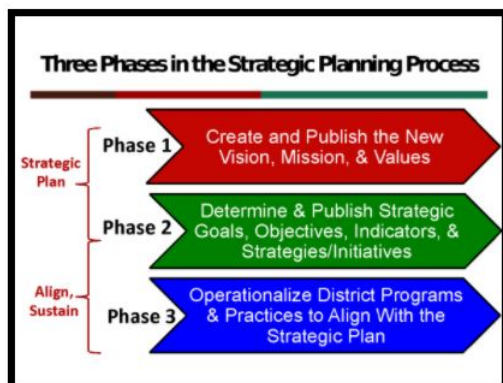 Three Phases in the Strategic Planning Process
Phase 1
Create and Publish the New
Vision, Mission, & Values
Strategic
Plan
Phase 2
Determine & Publish Strategic
Goals, Objectives, Indicators, &
Strategies/Initiatives
Align,
Sustain
Phase 3
Operationalize District Programs
& Practices to Align With the
Strategic Plan